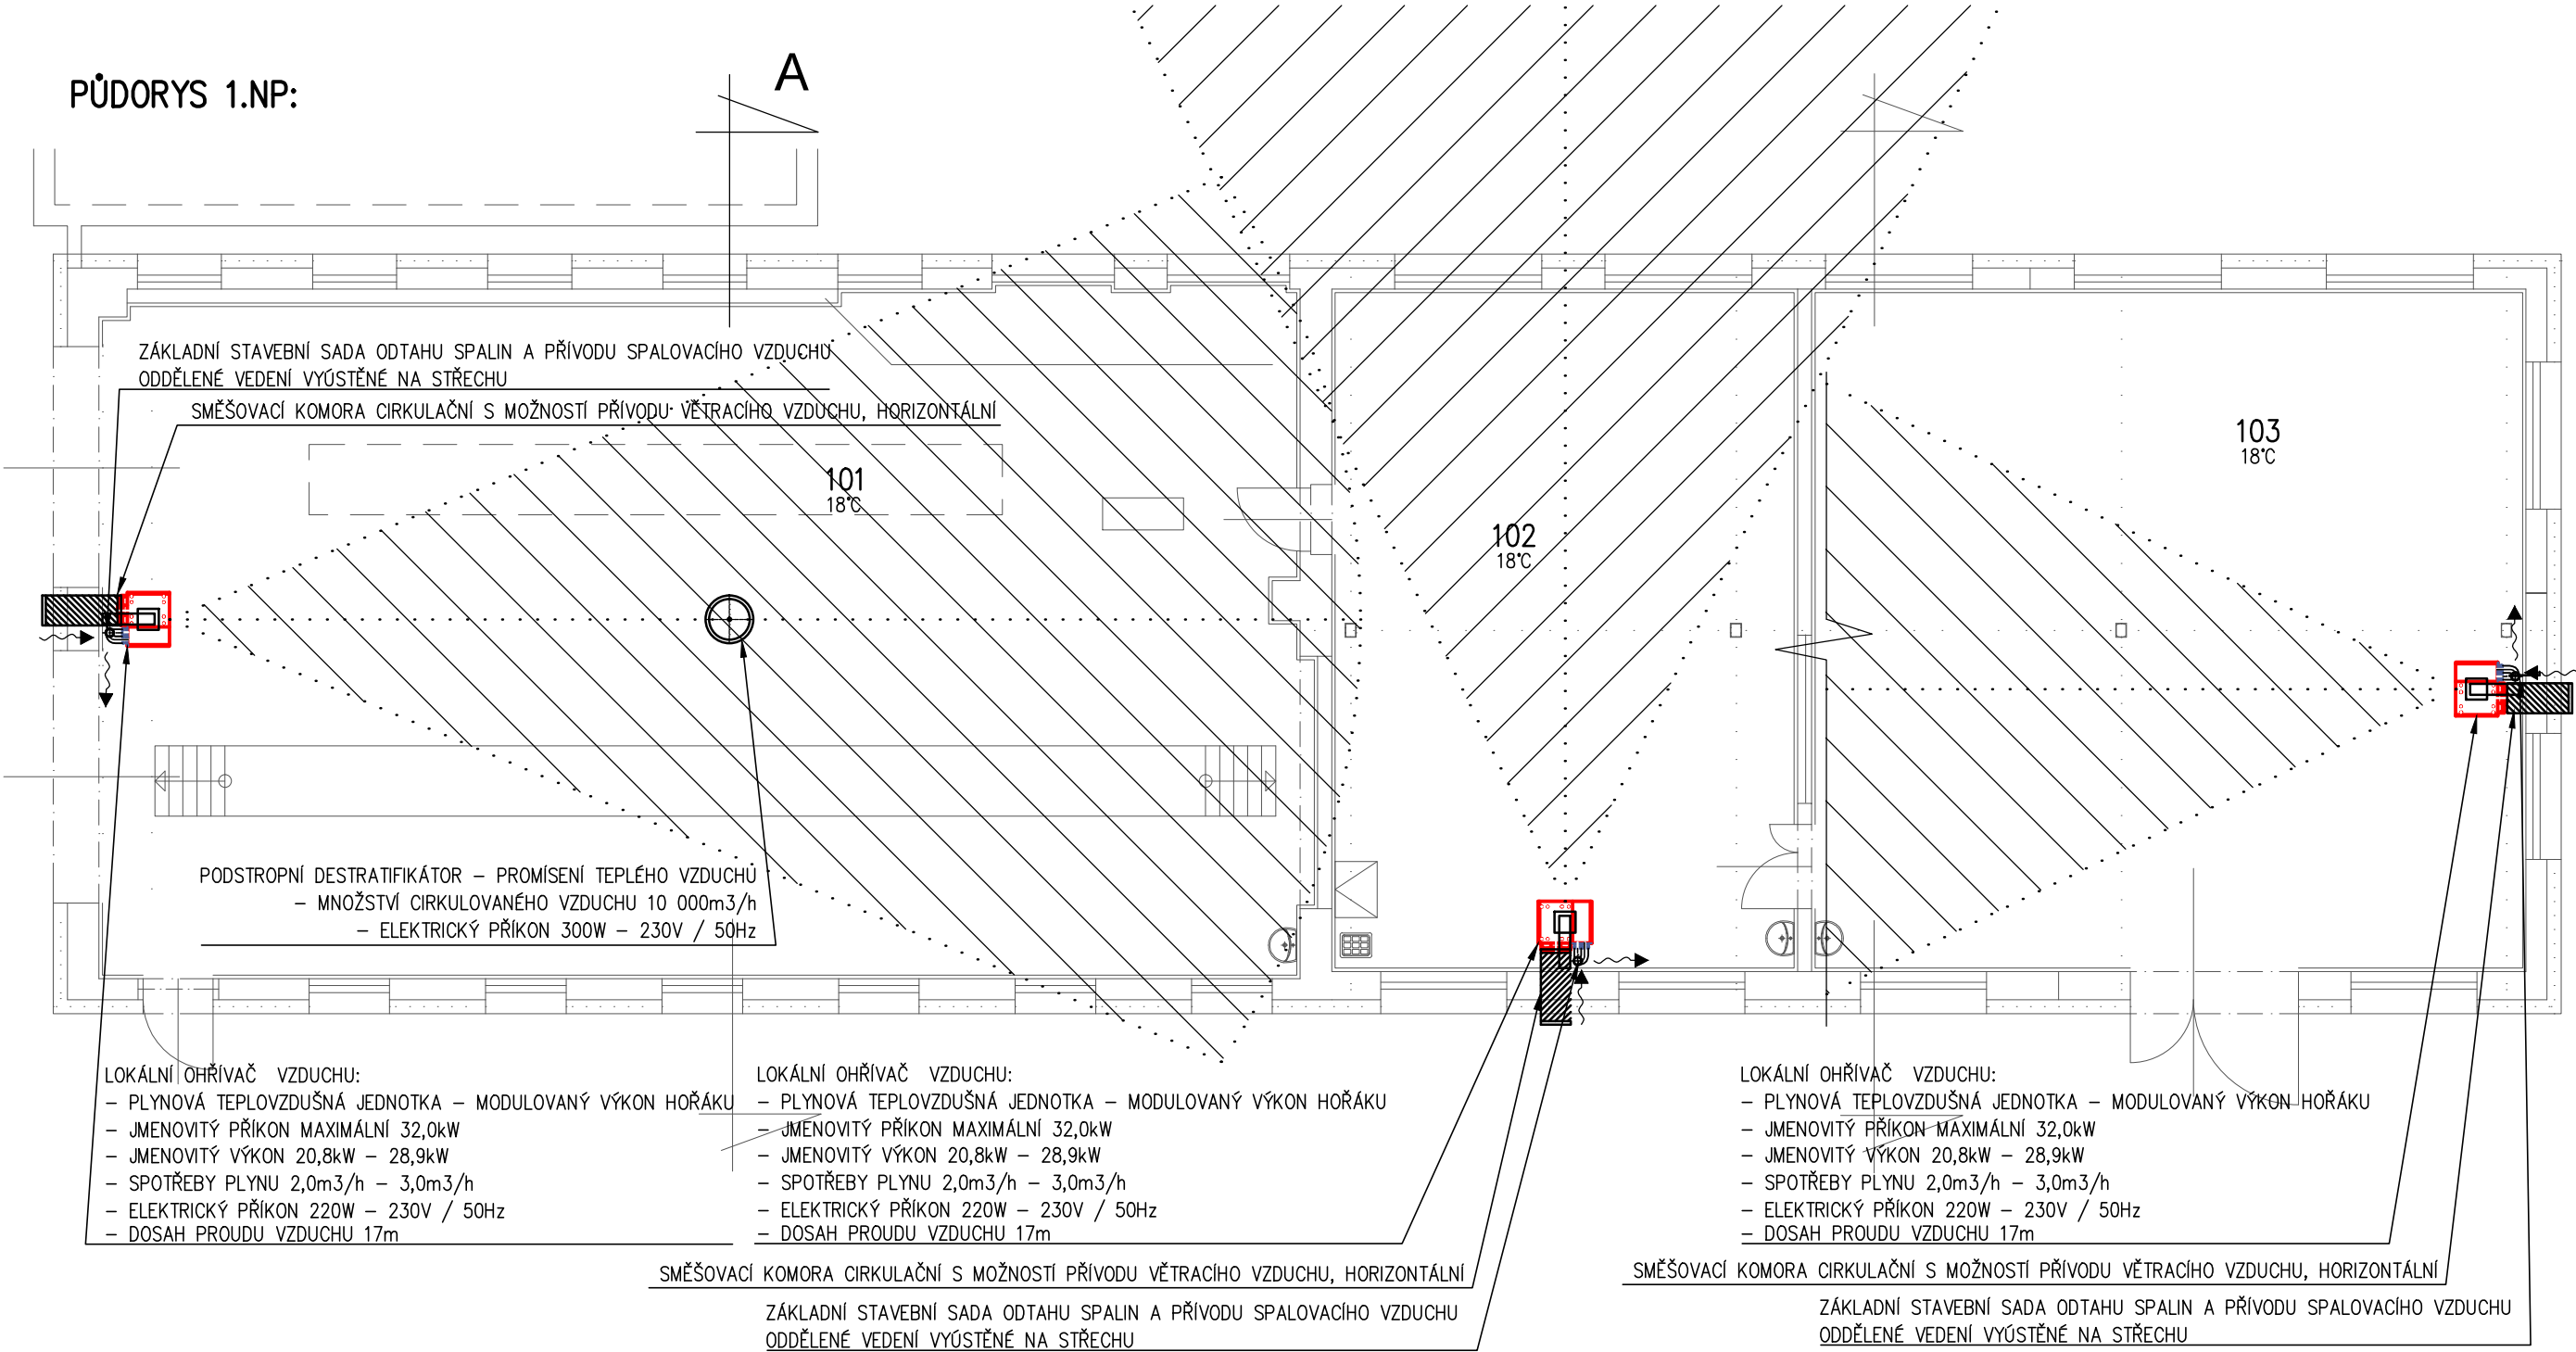 PŮDORYS 1.NP:
A
ZÁKLADNÍ STAVEBNÍ SADA ODTAHU SPALIN A PŘÍVODU SPALOVACÍHO VZDUCHU
ODDĚLENÉ VEDENÍ VYÚSTĚNÉ NA STŘECHU
SMĚŠOVACÍ KOMORA CIRKULAČNÍ S MOŽNOSTÍ PŘÍVODU VĚTRACÍHO VZDUCHU, HORIZONTÁLNÍ
101
18°C
102
18°C
103
18°C
PODSTROPNÍ DESTRATIFIKÁTOR – PROMÍSENÍ TEPLÉHO VZDUCHU
– MNOŽSTVÍ CIRKULOVANÉHO VZDUCHU 10 000m3/h
– ELEKTRICKÝ PŘÍKON 300W – 230V / 50Hz
LOKÁLNÍ OHŘÍVAČ VZDUCHU:
– PLYNOVÁ TEPLOVZDUŠNÁ JEDNOTKA – MODULOVANÝ VÝKON HOŘÁKU
– JMENOVITÝ PŘÍKON MAXIMÁLNÍ 32,0kW
– JMENOVITÝ VÝKON 20,8kW – 28,9kW
– SPOTŘEBY PLYNU 2,0m3/h – 3,0m3/h
– ELEKTRICKÝ PŘÍKON 220W – 230V / 50Hz
– DOSAH PROUDU VZDUCHU 17m
LOKÁLNÍ OHŘÍVAČ VZDUCHU:
– PLYNOVÁ TEPLOVZDUŠNÁ JEDNOTKA – MODULOVANÝ VÝKON HOŘÁKU
– JMENOVITÝ PŘÍKON MAXIMÁLNÍ 32,0kW
– JMENOVITÝ VÝKON 20,8kW – 28,9kW
– SPOTŘEBY PLYNU 2,0m3/h – 3,0m3/h
– ELEKTRICKÝ PŘÍKON 220W – 230V / 50Hz
– DOSAH PROUDU VZDUCHU 17m
SMĚŠOVACÍ KOMORA CIRKULAČNÍ S MOŽNOSTÍ PŘÍVODU VĚTRACÍHO VZDUCHU, HORIZONTÁLNÍ
ZÁKLADNÍ STAVEBNÍ SADA ODTAHU SPALIN A PŘÍVODU SPALOVACÍHO VZDUCHU
ODDĚLENÉ VEDENÍ VYÚSTĚNÉ NA STŘECHU
LOKÁLNÍ OHŘÍVAČ VZDUCHU:
– PLYNOVÁ TEPLOVZDUŠNÁ JEDNOTKA – MODULOVANÝ VÝKON HOŘÁKU
– JMENOVITÝ PŘÍKON MAXIMÁLNÍ 32,0kW
– JMENOVITÝ VÝKON 20,8kW – 28,9kW
– SPOTŘEBY PLYNU 2,0m3/h – 3,0m3/h
– ELEKTRICKÝ PŘÍKON 220W – 230V / 50Hz
– DOSAH PROUDU VZDUCHU 17m
SMĚŠOVACÍ KOMORA CIRKULAČNÍ S MOŽNOSTÍ PŘÍVODU VĚTRACÍHO VZDUCHU, HORIZONTÁLNÍ
ZÁKLADNÍ STAVEBNÍ SADA ODTAHU SPALIN A PŘÍVODU SPALOVACÍHO VZDUCHU
ODDĚLENÉ VEDENÍ VYÚSTĚNÉ NA STŘECHU